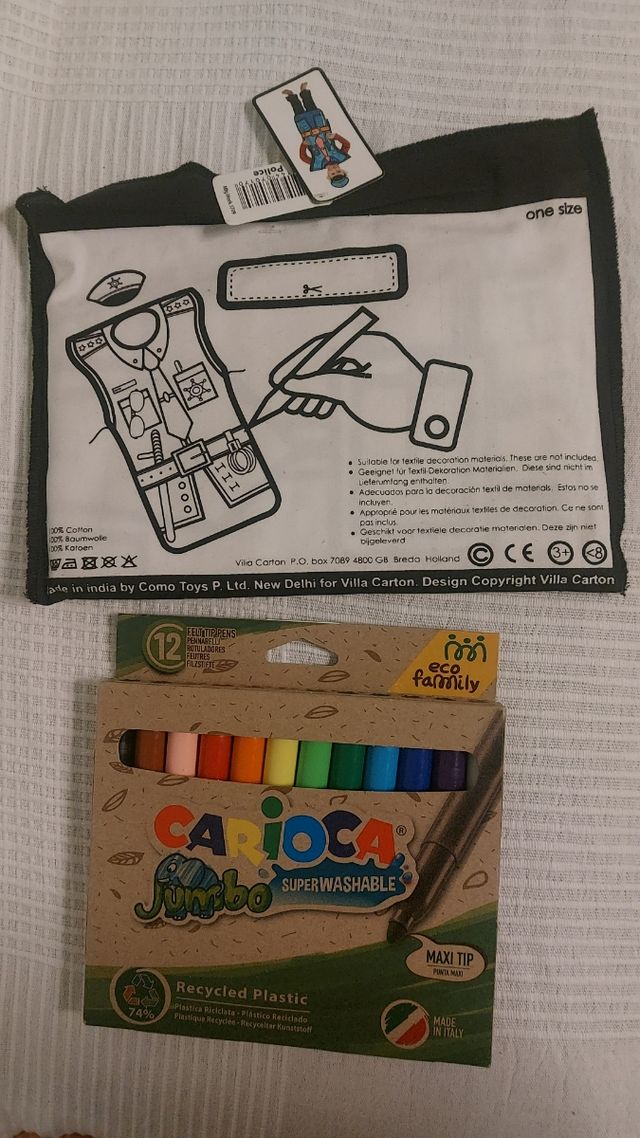 Police
one size
Suitable for textile decoration materials. These are not included.
Geeignet für Textil-Dekoration Materialien. Diese sind nicht im
Lieferumfang enthalten.
Adecuados para la decoración textil de materials. Estos no se
incluyen.
Approprié pour les matériaux textiles de décoration. Ce ne sont
pas inclus.
Geschikt voor textiele decoratie materialen. Deze zijn niet
bijgeleverd
100% Cotton
100% Baumwolle
100% Katoen
Villa Carton P.O. box 7089 4800 GB Breda Holland
© CE 3+ <8
ade in india by Como Toys P. Ltd. New Delhi for Villa Carton. Design Copyright Villa Carton
12
FELT TIP PENS
PENNARELLI
ROTULADORES
FEUTRES
FILZSTIFTE
eco
family
CARIOCA®
Jumbo
SUPERWASHABLE
MAXI TIP
PUNTA MAXI
74%
Recycled Plastic
Plastica Riciclata - Plástico Reciclado
Plastique Recyclée - Recycelter Kunststoff
MADE
IN ITALY